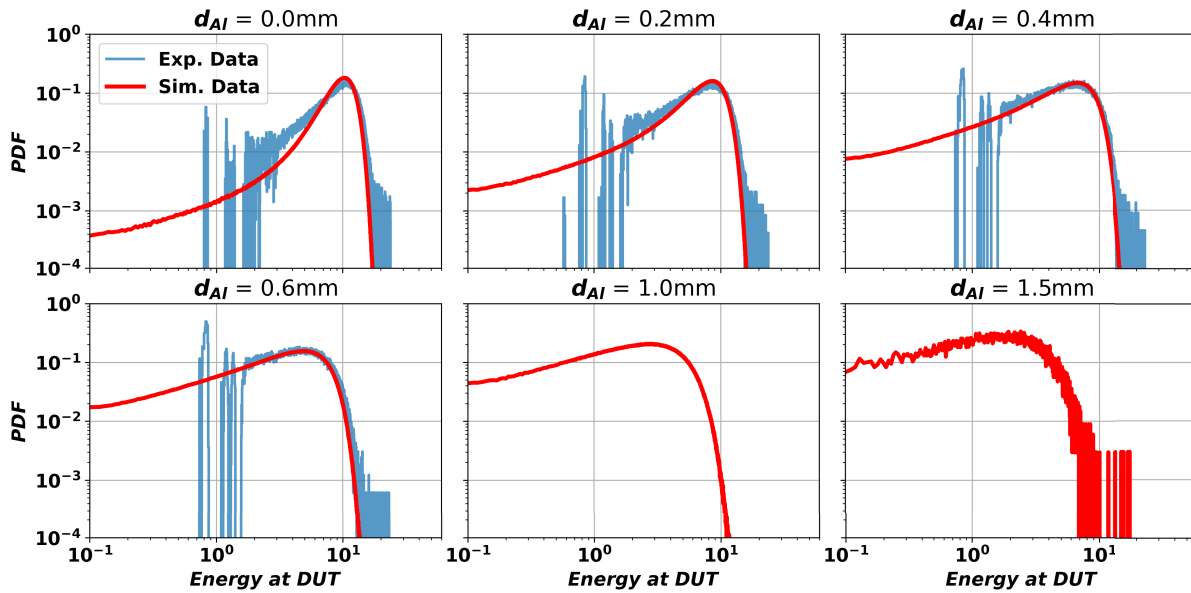 d_Al = 0.0mm
d_Al = 0.2mm
d_Al = 0.4mm
10^0
10^-1
10^-2
10^-3
10^-4
PDF
Exp. Data
Sim. Data
d_Al = 0.6mm
d_Al = 1.0mm
d_Al = 1.5mm
10^0
10^-1
10^-2
10^-3
10^-4
PDF
10^-1 10^0 10^1
10^-1 10^0 10^1
10^-1 10^0 10^1
Energy at DUT
Energy at DUT
Energy at DUT